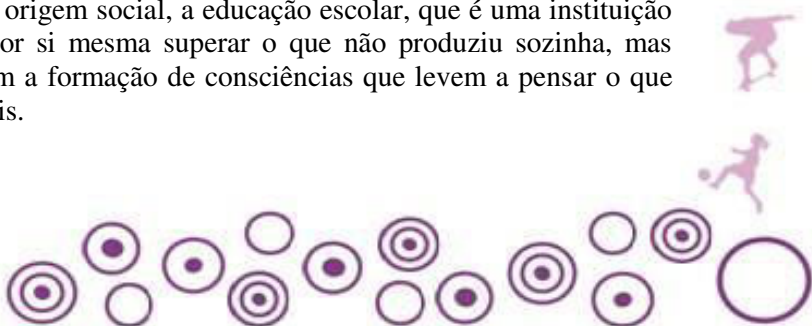 origem social, a educação escolar, que é uma instituição
or si mesma superar o que não produziu sozinha, mas
m a formação de consciências que levem a pensar o que
is.